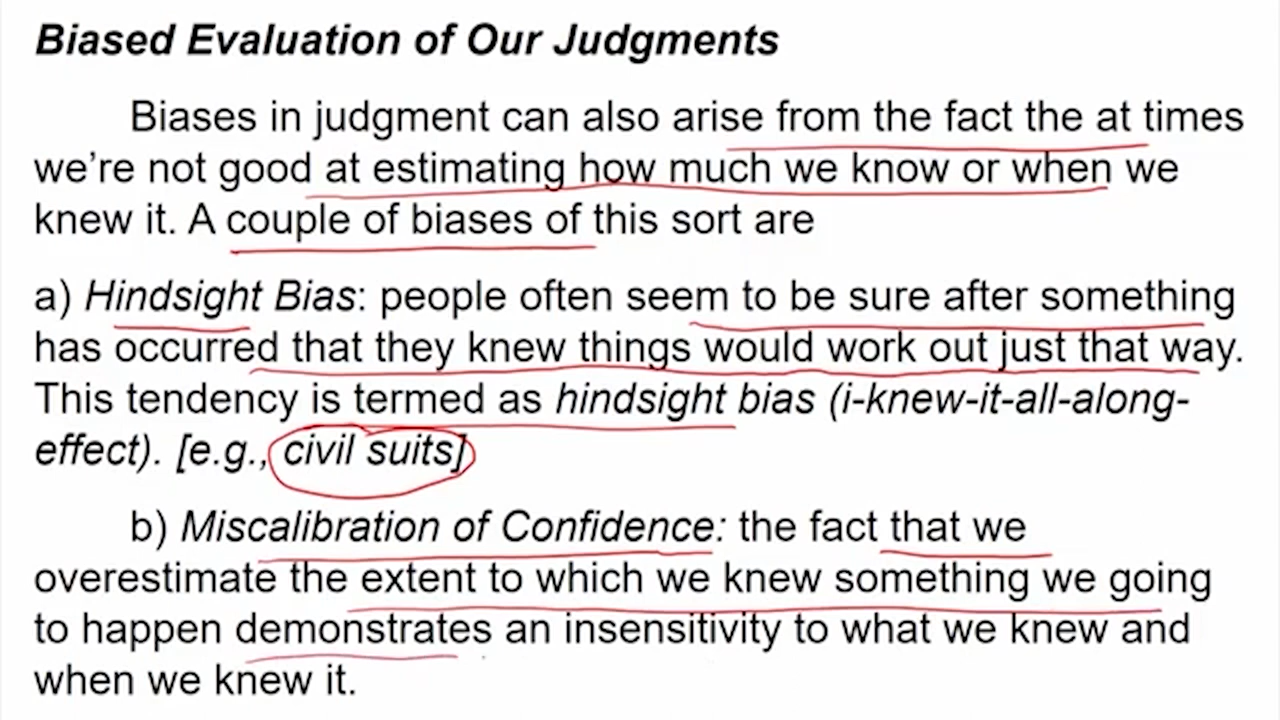 Biased Evaluation of Our Judgments
Biases in judgment can also arise from the fact the at times
we’re not good at estimating how much we know or when we
knew it. A couple of biases of this sort are
a) Hindsight Bias: people often seem to be sure after something
has occurred that they knew things would work out just that way.
This tendency is termed as hindsight bias (i-knew-it-all-along-
effect). [e.g., civil suits]
b) Miscalibration of Confidence: the fact that we
overestimate the extent to which we knew something we going
to happen demonstrates an insensitivity to what we knew and
when we knew it.